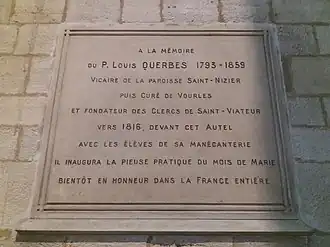 A LA MÉMOIRE
DU P. LOUIS QUERBES 1793 - 1859
VICAIRE DE LA PAROISSE SAINT-NIZIER
PUIS CURÉ DE VOURLES
ET FONDATEUR DES CLERCS DE SAINT-VIATEUR
VERS 1816, DEVANT CET AUTEL
AVEC LES ÉLÈVES DE SA MANÉCANTERIE
IL INAUGURA LA PIEUSE PRATIQUE DU MOIS DE MARIE
BIENTÔT EN HONNEUR DANS LA FRANCE ENTIÈRE